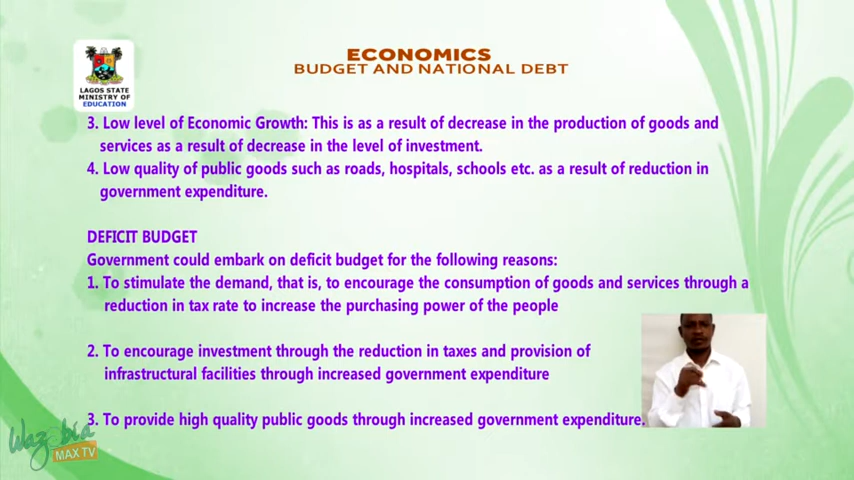 ECONOMICS
BUDGET AND NATIONAL DEBT
LAGOS STATE
MINISTRY OF
EDUCATION
3. Low level of Economic Growth: This is as a result of decrease in the production of goods and
services as a result of decrease in the level of investment.
4. Low quality of public goods such as roads, hospitals, schools etc. as a result of reduction in
government expenditure.
DEFICIT BUDGET
Government could embark on deficit budget for the following reasons:
1. To stimulate the demand, that is, to encourage the consumption of goods and services through a
reduction in tax rate to increase the purchasing power of the people
2. To encourage investment through the reduction in taxes and provision of
infrastructural facilities through increased government expenditure
3. To provide high quality public goods through increased government expenditure.
Wazobia
MAX TV